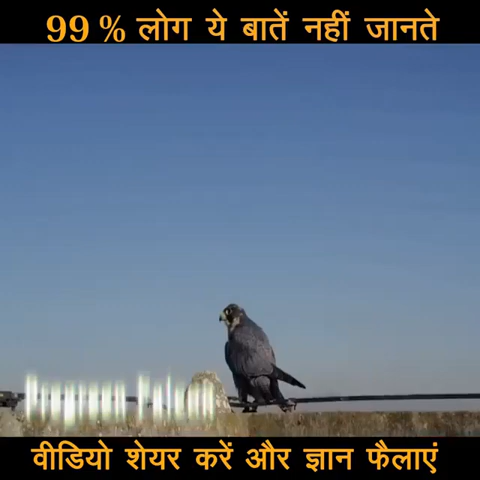 99 % लोग ये बातें नहीं जानते
वीडियो शेयर करें और ज्ञान फैलाएं